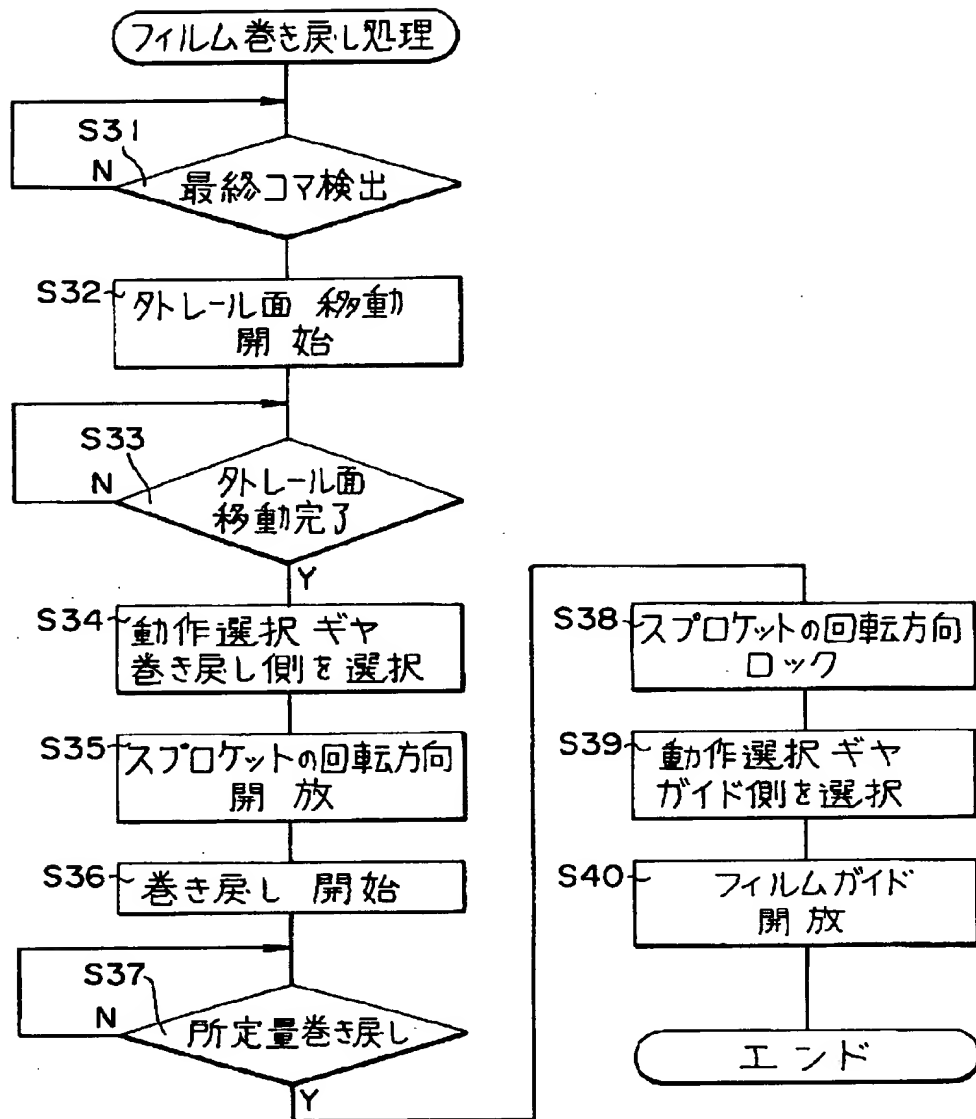 フィルム巻き戻し処理
S31
N
最終コマ検出
S32
外レール面 移動
開始
S33
N
外レール面
移動完了
Y
S34
動作選択 ギヤ
巻き戻し側を選択
S35
スプロケットの回転方向
開放
S36
巻き戻し 開始
S37
N
所定量巻き戻し
Y
S38
スプロケットの回転方向
ロック
S39
動作選択 ギヤ
ガイド側を選択
S40
フィルムガイド
開放
エンド